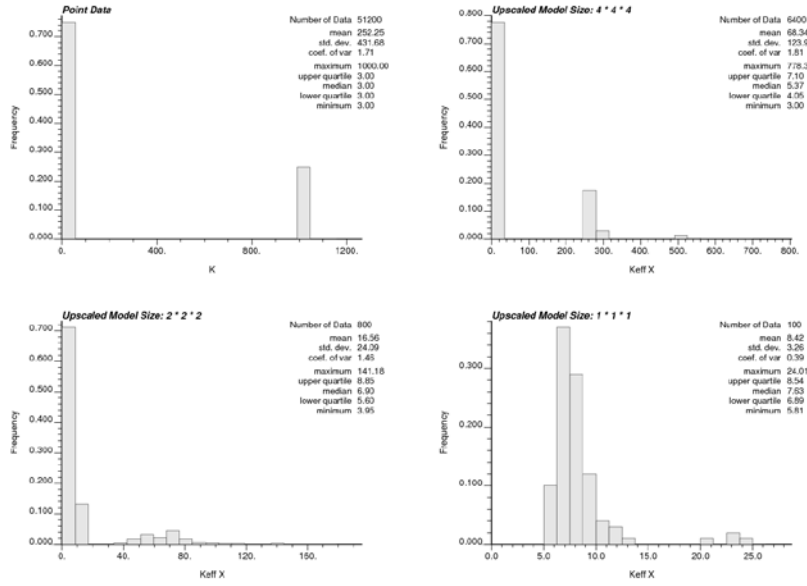 Point Data
Number of Data 51200
mean 252.25
std. dev. 431.68
coef. of var 1.71
maximum 1000.00
upper quartile 3.00
median 3.00
lower quartile 3.00
minimum 3.00
Frequency
0.700
0.600
0.500
0.400
0.300
0.200
0.100
0.000
0. 400. 800. 1200.
K
Upscaled Model Size: 4 * 4 * 4
Number of Data 6400
mean 68.34
std. dev. 123.9
coef. of var 1.81
maximum 778.3
upper quartile 7.10
median 5.37
lower quartile 4.05
minimum 3.00
Frequency
0.800
0.700
0.600
0.500
0.400
0.300
0.200
0.100
0.000
0. 100. 200. 300. 400. 500. 600. 700. 800.
Keff X
Upscaled Model Size: 2 * 2 * 2
Number of Data 800
mean 16.56
std. dev. 24.09
coef. of var 1.46
maximum 141.18
upper quartile 8.85
median 6.90
lower quartile 5.60
minimum 3.95
Frequency
0.700
0.600
0.500
0.400
0.300
0.200
0.100
0.000
0. 40. 80. 120. 160.
Keff X
Upscaled Model Size: 1 * 1 * 1
Number of Data 100
mean 8.42
std. dev. 3.26
coef. of var 0.39
maximum 24.01
upper quartile 8.54
median 7.63
lower quartile 6.89
minimum 5.81
Frequency
0.300
0.200
0.100
0.000
0.0 5.0 10.0 15.0 20.0 25.0
Keff X